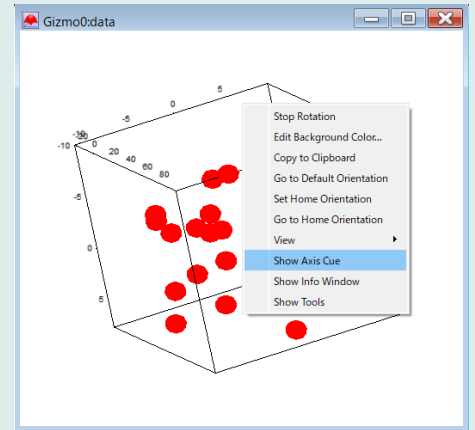 Gizmo0:data
5
0
-5
-10
-10
0
20
40
60
80
-5
0
5
Stop Rotation
Edit Background Color...
Copy to Clipboard
Go to Default Orientation
Set Home Orientation
Go to Home Orientation
View
Show Axis Cue
Show Info Window
Show Tools